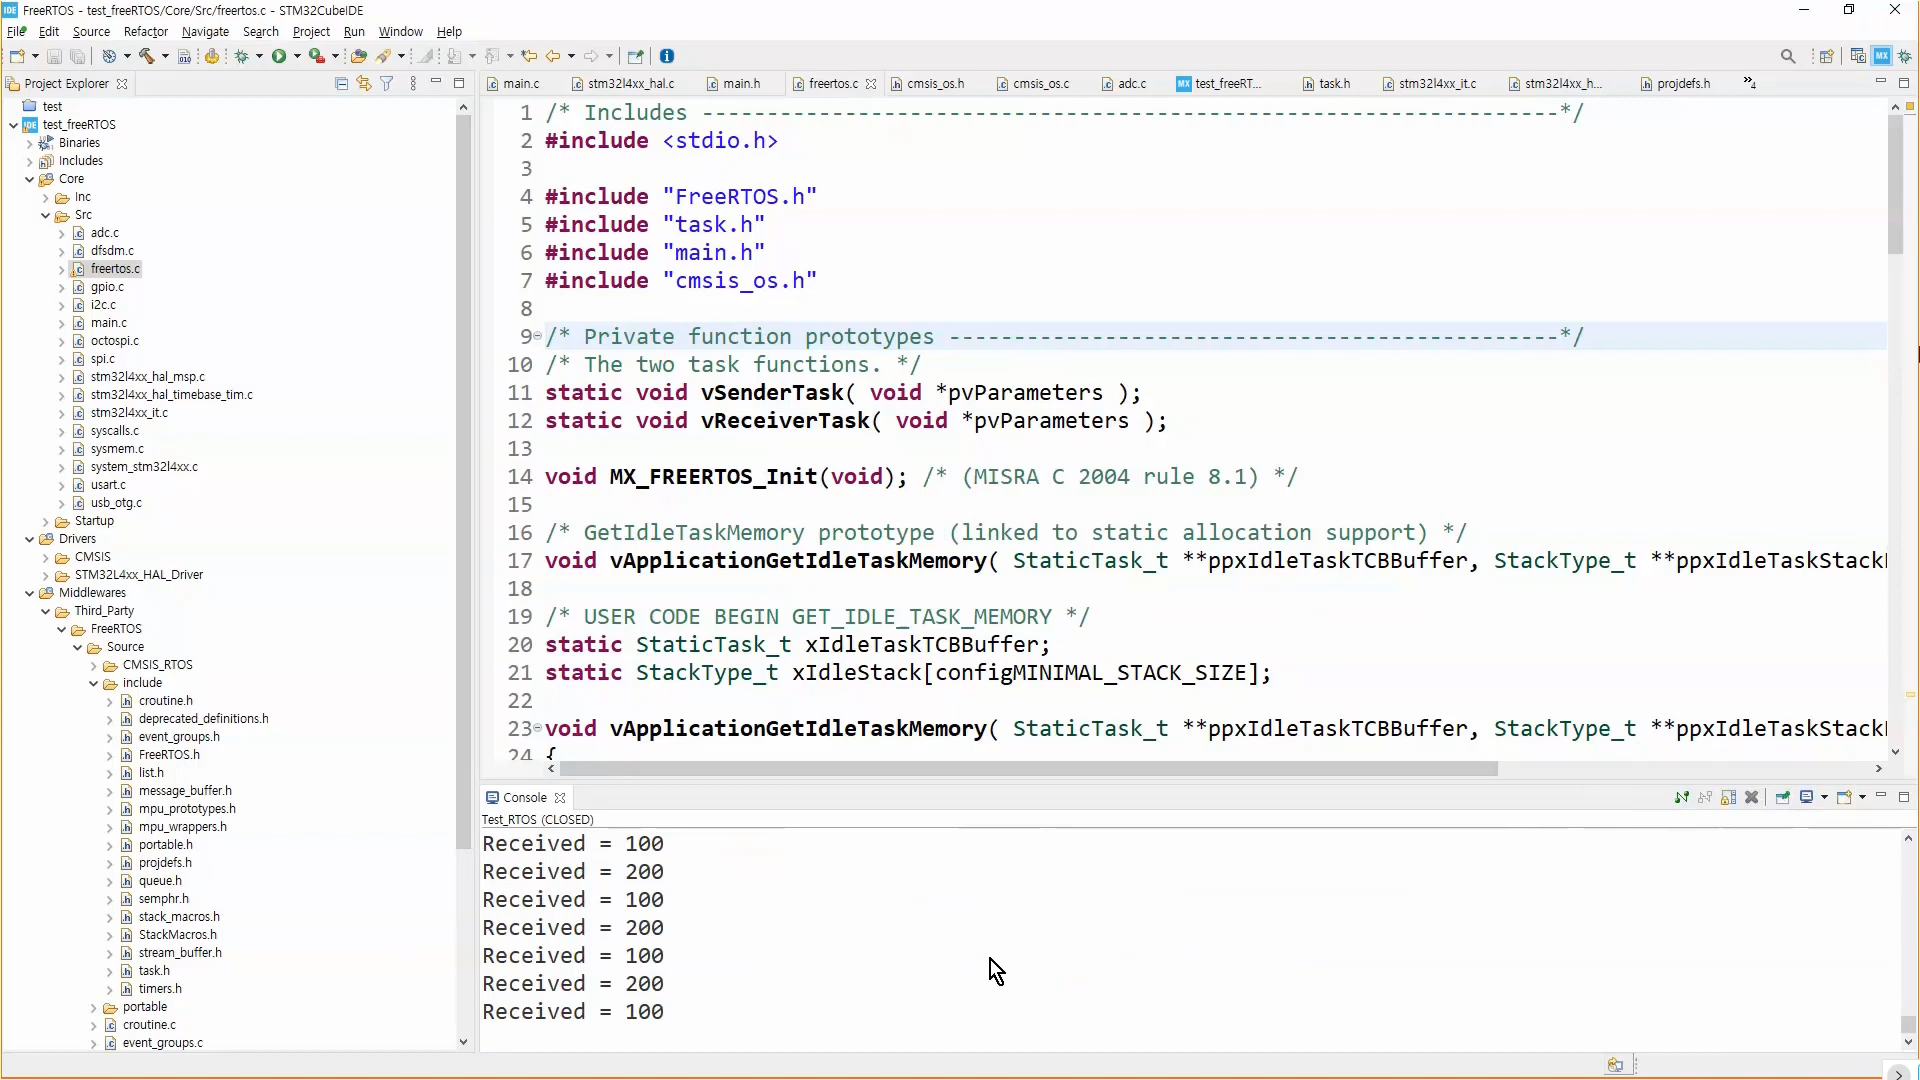 FreeRTOS - test_freeRTOS/Core/Src/freertos.c - STM32CubeIDE
File Edit Source Refactor Navigate Search Project Run Window Help
Project Explorer
main.c stm32l4xx_hal.c main.h freertos.c cmsis_os.h cmsis_os.c adc.c test_freeRT... task.h stm32l4xx_it.c stm32l4xx_h... projdefs.h »4
test
test_freeRTOS
Binaries
Includes
Core
Inc
Src
adc.c
dfsdm.c
freertos.c
gpio.c
i2c.c
main.c
octospi.c
spi.c
stm32l4xx_hal_msp.c
stm32l4xx_hal_timebase_tim.c
stm32l4xx_it.c
syscalls.c
sysmem.c
system_stm32l4xx.c
usart.c
usb_otg.c
Startup
Drivers
CMSIS
STM32L4xx_HAL_Driver
Middlewares
Third_Party
FreeRTOS
Source
CMSIS_RTOS
include
croutine.h
deprecated_definitions.h
event_groups.h
FreeRTOS.h
list.h
message_buffer.h
mpu_prototypes.h
mpu_wrappers.h
portable.h
projdefs.h
queue.h
semphr.h
stack_macros.h
StackMacros.h
stream_buffer.h
task.h
timers.h
portable
croutine.c
event_groups.c
1 /* Includes ------------------------------------------------------------------*/
2 #include <stdio.h>
3
4 #include "FreeRTOS.h"
5 #include "task.h"
6 #include "main.h"
7 #include "cmsis_os.h"
8
9 /* Private function prototypes -----------------------------------------------*/
10 /* The two task functions. */
11 static void vSenderTask( void *pvParameters );
12 static void vReceiverTask( void *pvParameters );
13
14 void MX_FREERTOS_Init(void); /* (MISRA C 2004 rule 8.1) */
15
16 /* GetIdleTaskMemory prototype (linked to static allocation support) */
17 void vApplicationGetIdleTaskMemory( StaticTask_t **ppxIdleTaskTCBBuffer, StackType_t **ppxIdleTaskStack
18
19 /* USER CODE BEGIN GET_IDLE_TASK_MEMORY */
20 static StaticTask_t xIdleTaskTCBBuffer;
21 static StackType_t xIdleStack[configMINIMAL_STACK_SIZE];
22
23 void vApplicationGetIdleTaskMemory( StaticTask_t **ppxIdleTaskTCBBuffer, StackType_t **ppxIdleTaskStack
24 {
Console
Test_RTOS (CLOSED)
Received = 100
Received = 200
Received = 100
Received = 200
Received = 100
Received = 200
Received = 100